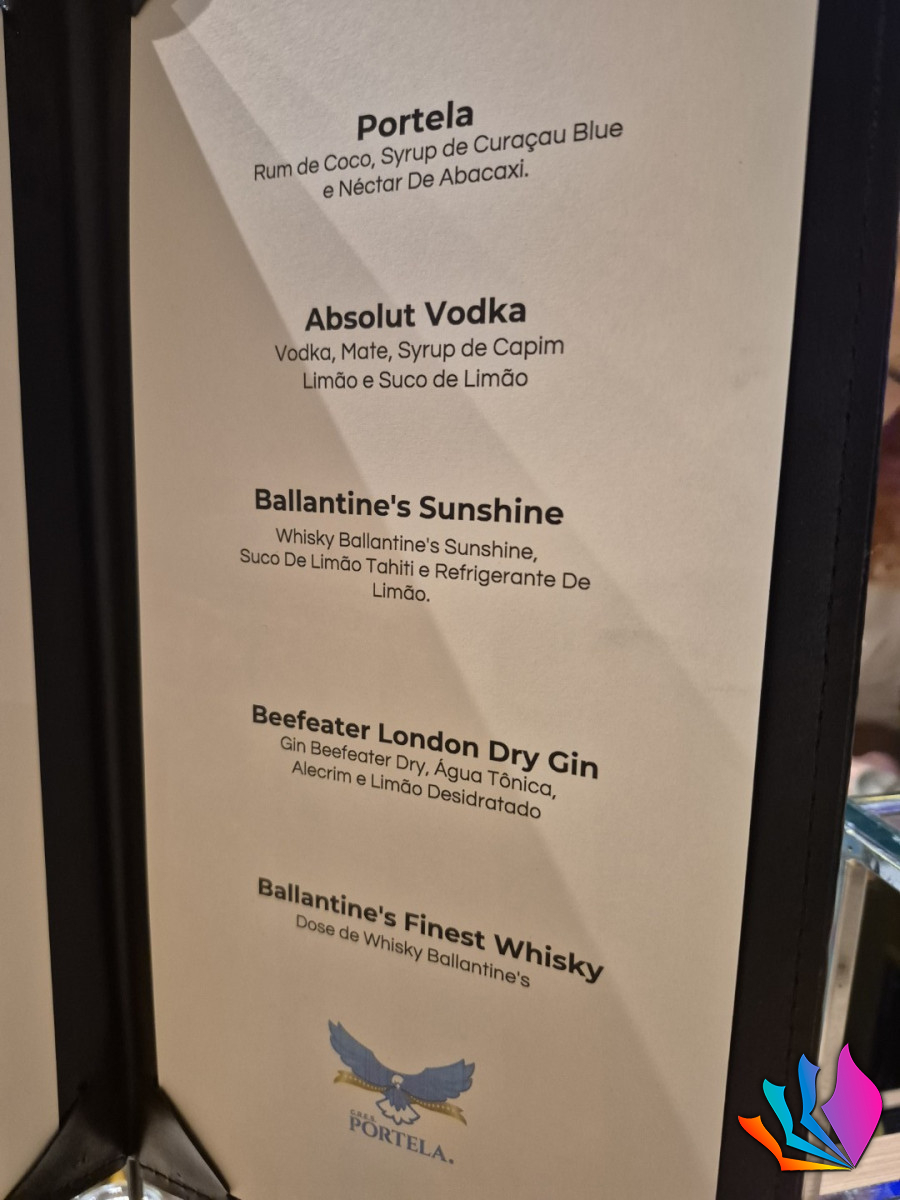 Portela
Rum de Coco, Syrup de Curaçau Blue
e Néctar De Abacaxi.
Absolut Vodka
Vodka, Mate, Syrup de Capim
Limão e Suco de Limão
Ballantine's Sunshine
Whisky Ballantine's Sunshine,
Suco De Limão Tahiti e Refrigerante De
Limão.
Beefeater London Dry Gin
Gin Beefeater Dry, Água Tônica,
Alecrim e Limão Desidratado
Ballantine's Finest Whisky
Dose de Whisky Ballantine's
G.R.E.S.
PORTELA.